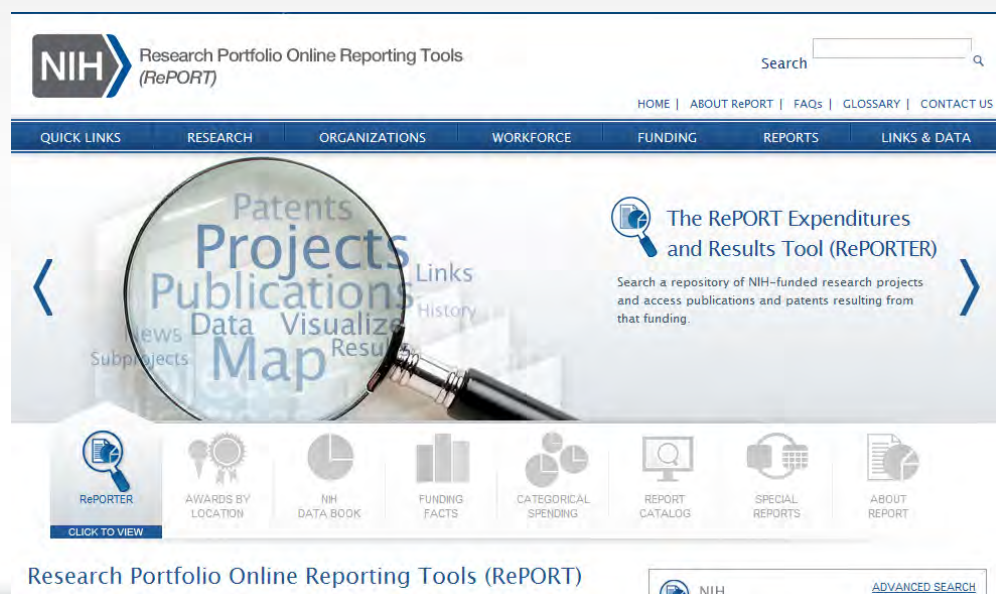 NIH
Research Portfolio Online Reporting Tools
(RePORT)
Search
HOME | ABOUT RePORT | FAQs | GLOSSARY | CONTACT US
QUICK LINKS RESEARCH ORGANIZATIONS WORKFORCE FUNDING REPORTS LINKS & DATA
Patents
Projects
Links
Publications
History
News Data Visualize
Subprojects Map Results
The RePORT Expenditures
and Results Tool (RePORTER)
Search a repository of NIH-funded research projects
and access publications and patents resulting from
that funding.
RePORTER
CLICK TO VIEW
AWARDS BY
LOCATION
NIH
DATA BOOK
FUNDING
FACTS
CATEGORICAL
SPENDING
REPORT
CATALOG
SPECIAL
REPORTS
ABOUT
REPORT
Research Portfolio Online Reporting Tools (RePORT)
NIH
ADVANCED SEARCH